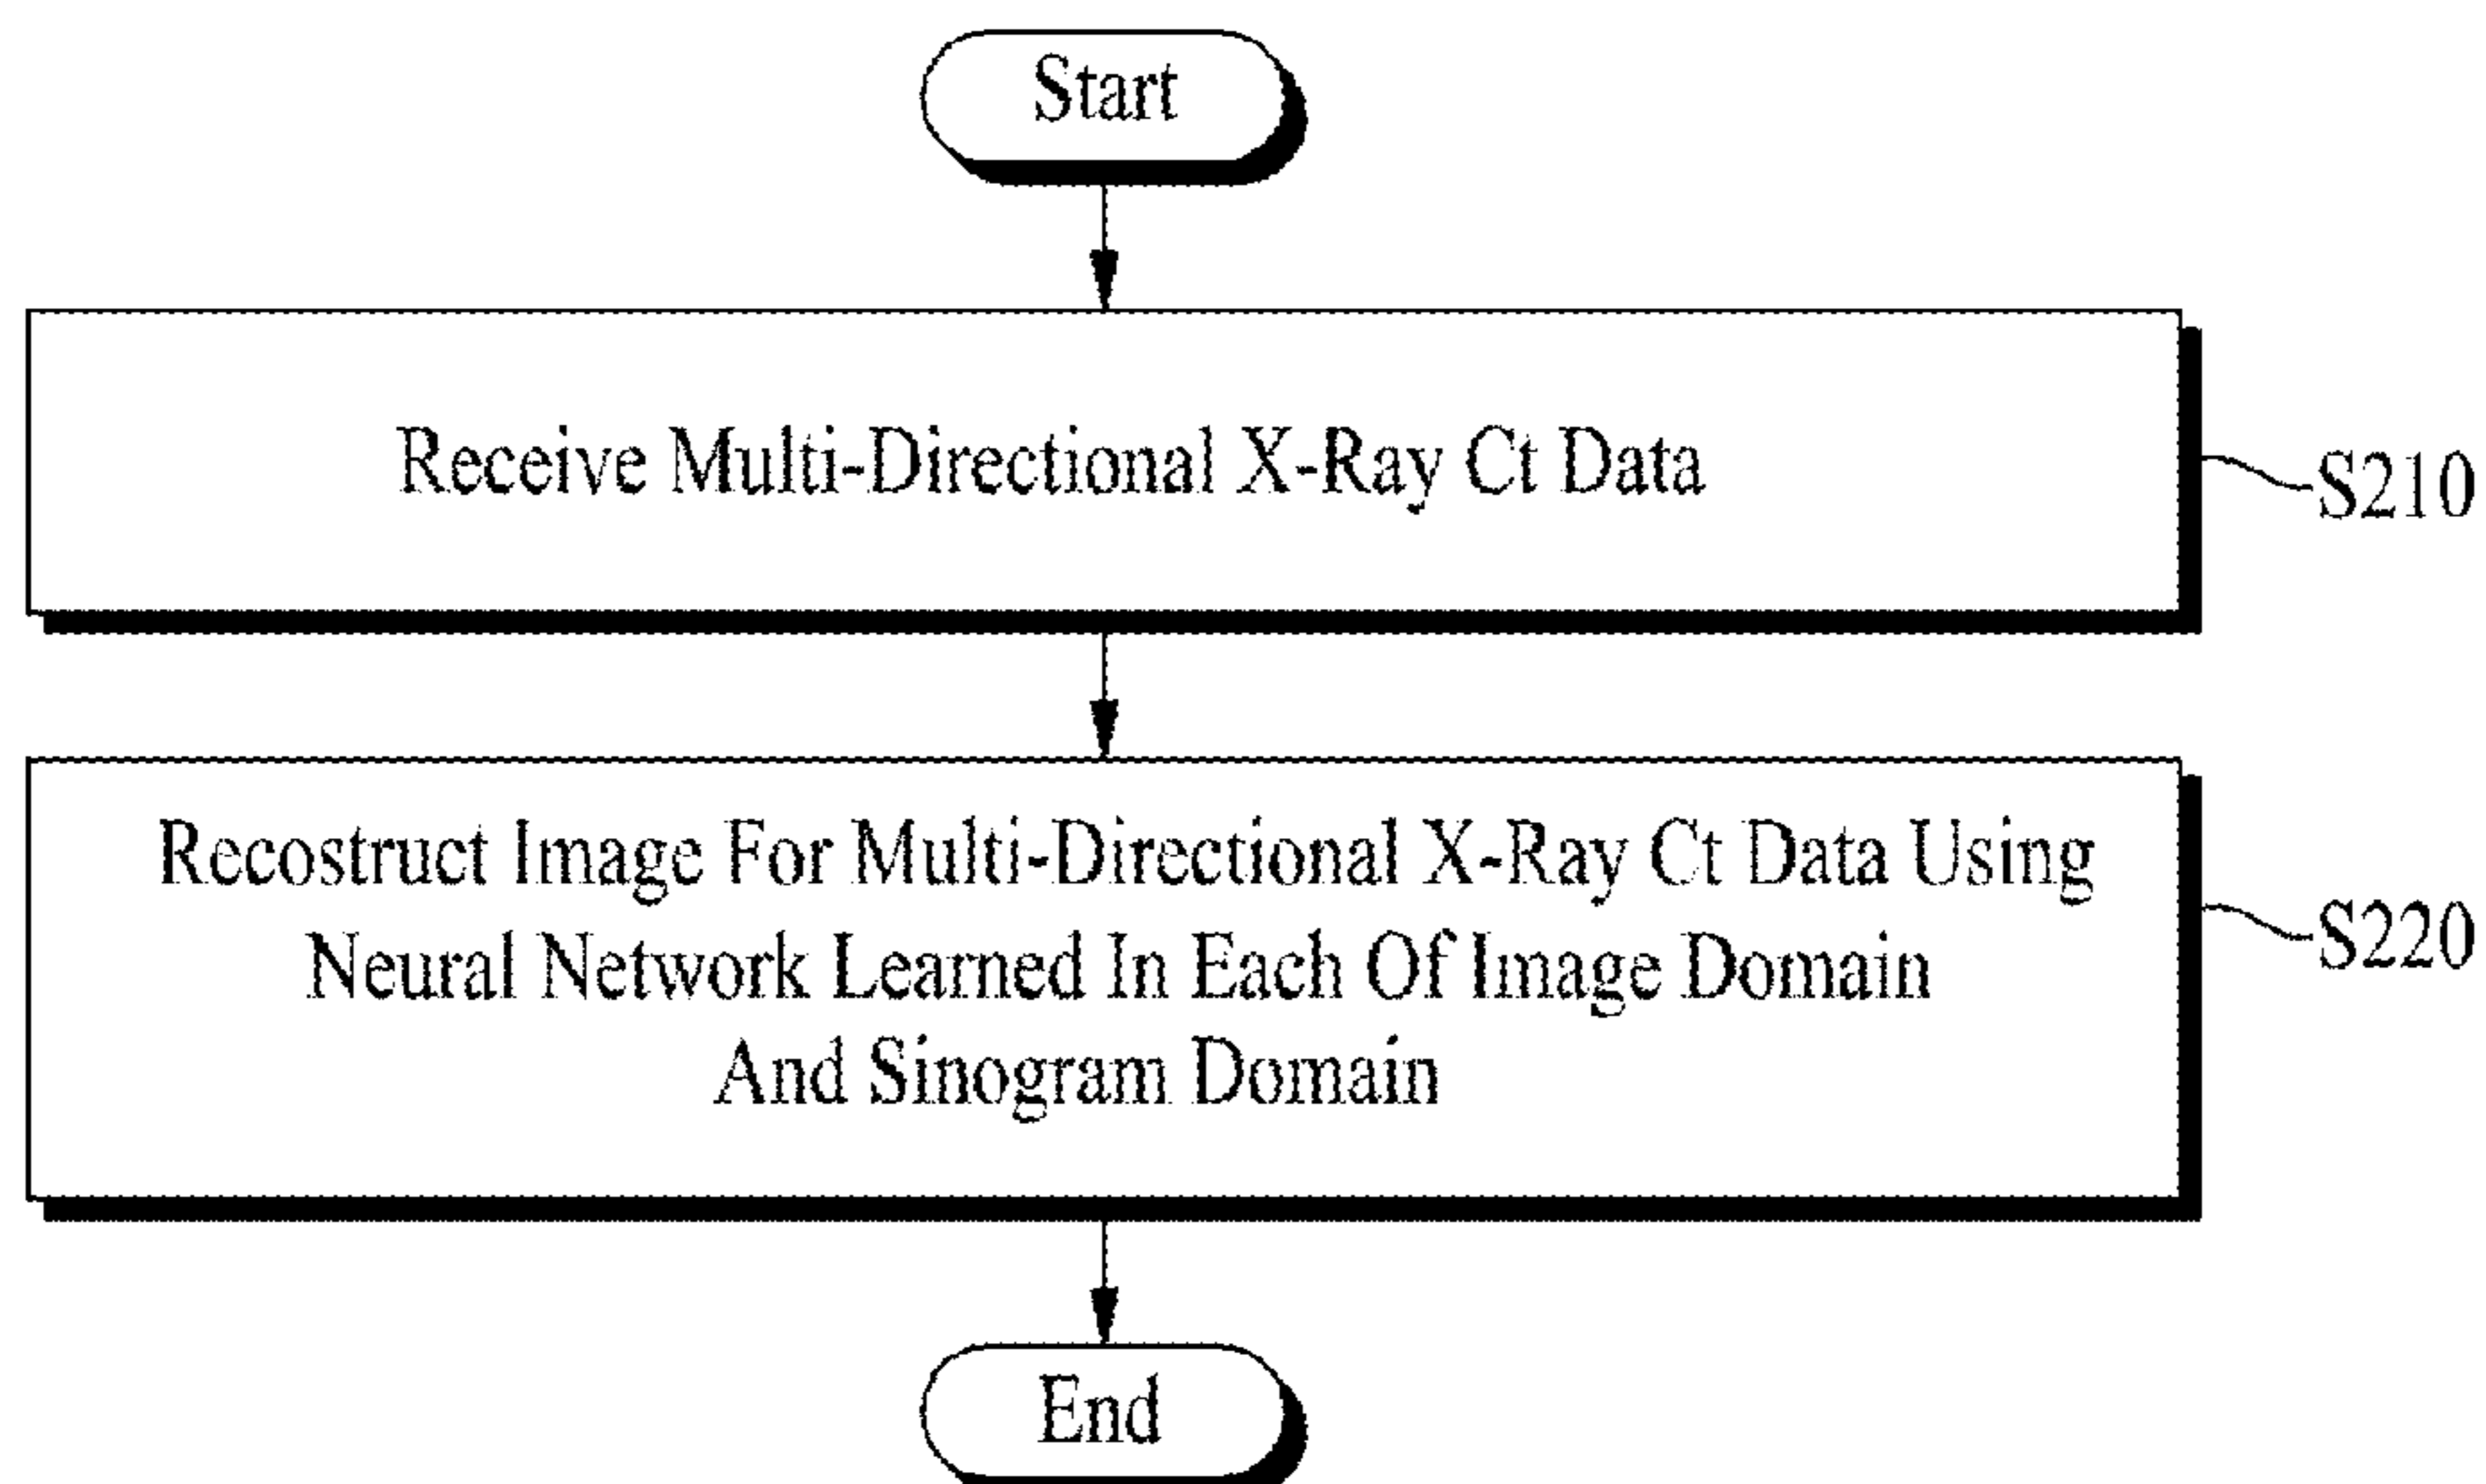 Start
Receive Multi-Directional X-Ray Ct Data
S210
Recostruct Image For Multi-Directional X-Ray Ct Data Using
Neural Network Learned In Each Of Image Domain
And Sinogram Domain
S220
End